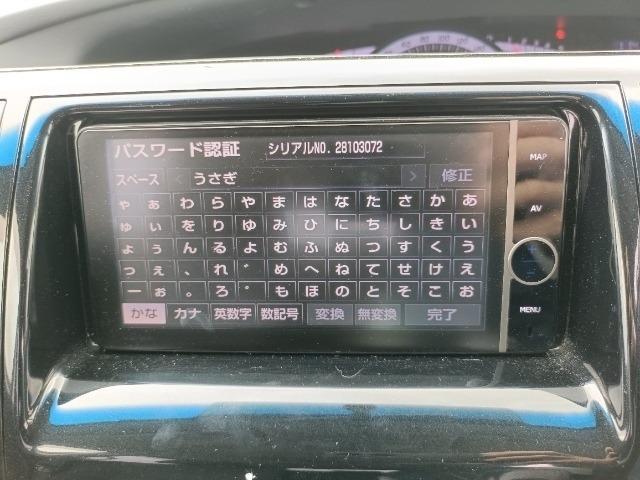 パスワード認証 シリアルNO. 28103072
スペース < うさぎ > 修正
ゃ ぁ わ ら や ま は な た さ か あ
ゅ ぃ を り ゆ み ひ に ち し き い
ょ ぅ ん る よ む ふ ぬ つ す く う
っ ぇ 、 れ ゛ め へ ね て せ け え
ー ぉ 。 ろ ゜ も ほ の と そ こ お
かな カナ 英数字 数記号 変換 無変換 完了
MAP
AV
MENU